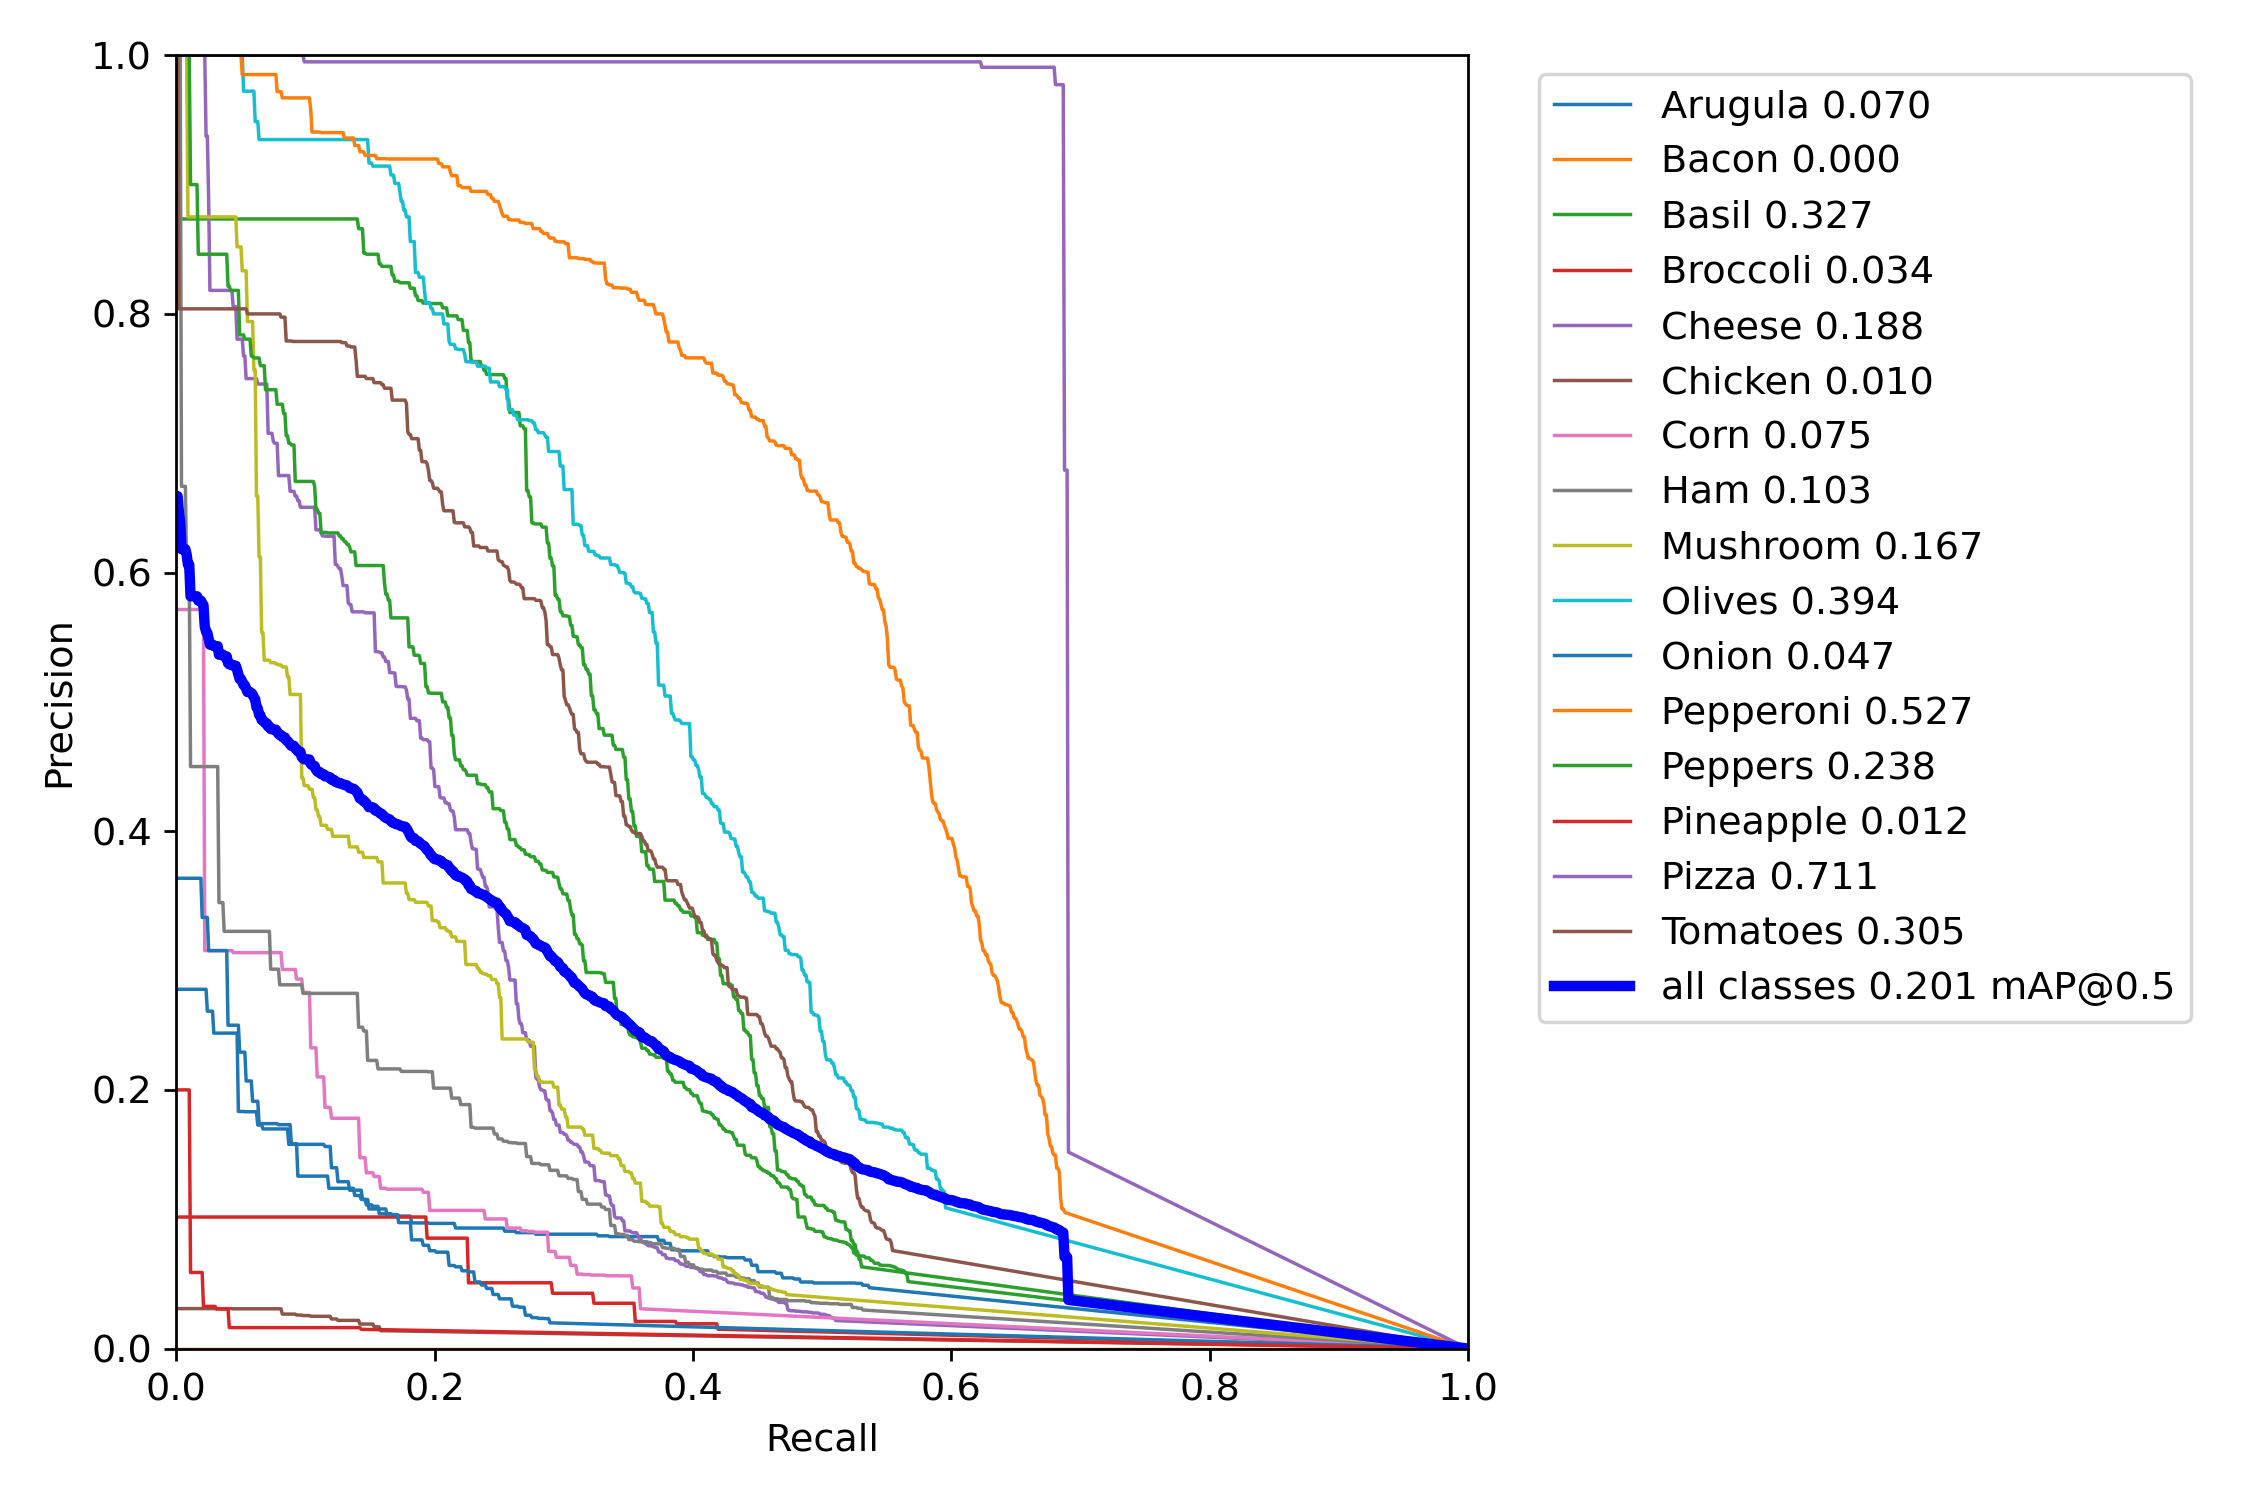 1.0
0.8
0.6
0.4
0.2
0.0
Precision
0.0 0.2 0.4 0.6 0.8 1.0
Recall
Arugula 0.070
Bacon 0.000
Basil 0.327
Broccoli 0.034
Cheese 0.188
Chicken 0.010
Corn 0.075
Ham 0.103
Mushroom 0.167
Olives 0.394
Onion 0.047
Pepperoni 0.527
Peppers 0.238
Pineapple 0.012
Pizza 0.711
Tomatoes 0.305
all classes 0.201 mAP@0.5